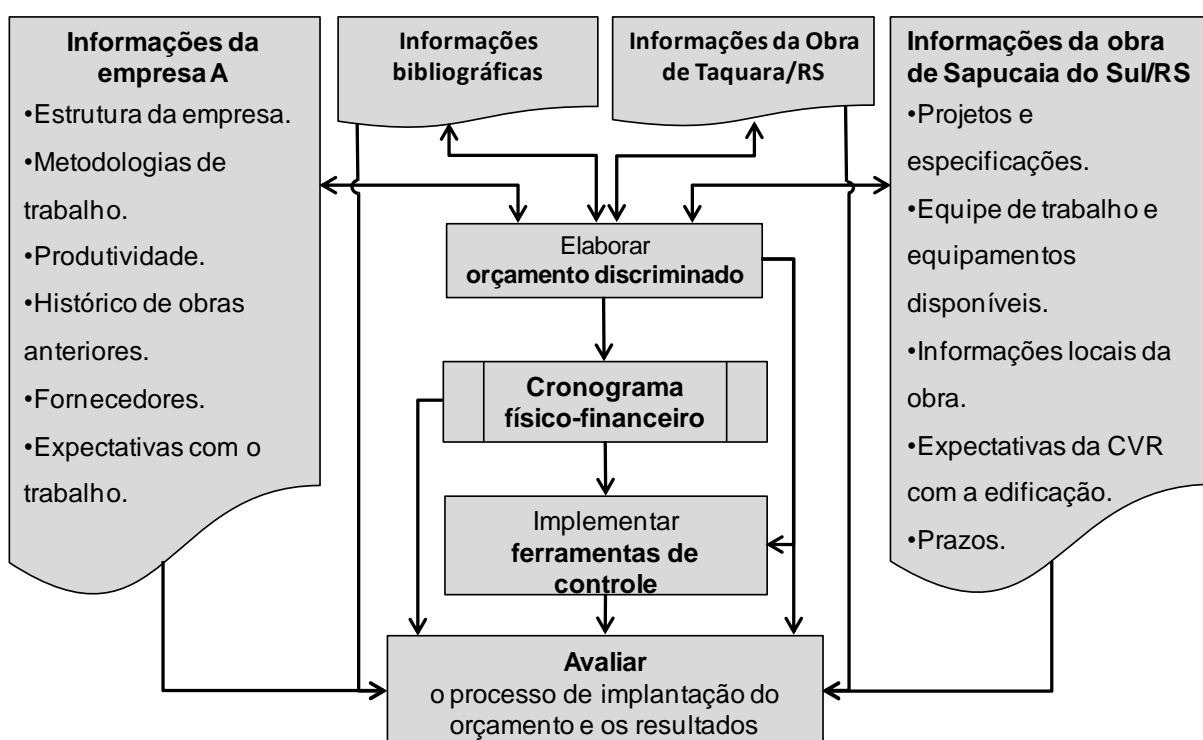 Informações da
empresa A
•Estrutura da empresa.
•Metodologias de
trabalho.
•Produtividade.
•Histórico de obras
anteriores.
•Fornecedores.
•Expectativas com o
trabalho.
Informações
bibliográficas
Informações da Obra
de Taquara/RS
Informações da obra
de Sapucaia do Sul/RS
•Projetos e
especificações.
•Equipe de trabalho e
equipamentos
disponíveis.
•Informações locais da
obra.
•Expectativas da CVR
com a edificação.
•Prazos.
Elaborar
orçamento discriminado
Cronograma
físico-financeiro
Implementar
ferramentas de
controle
Avaliar
o processo de implantação do
orçamento e os resultados